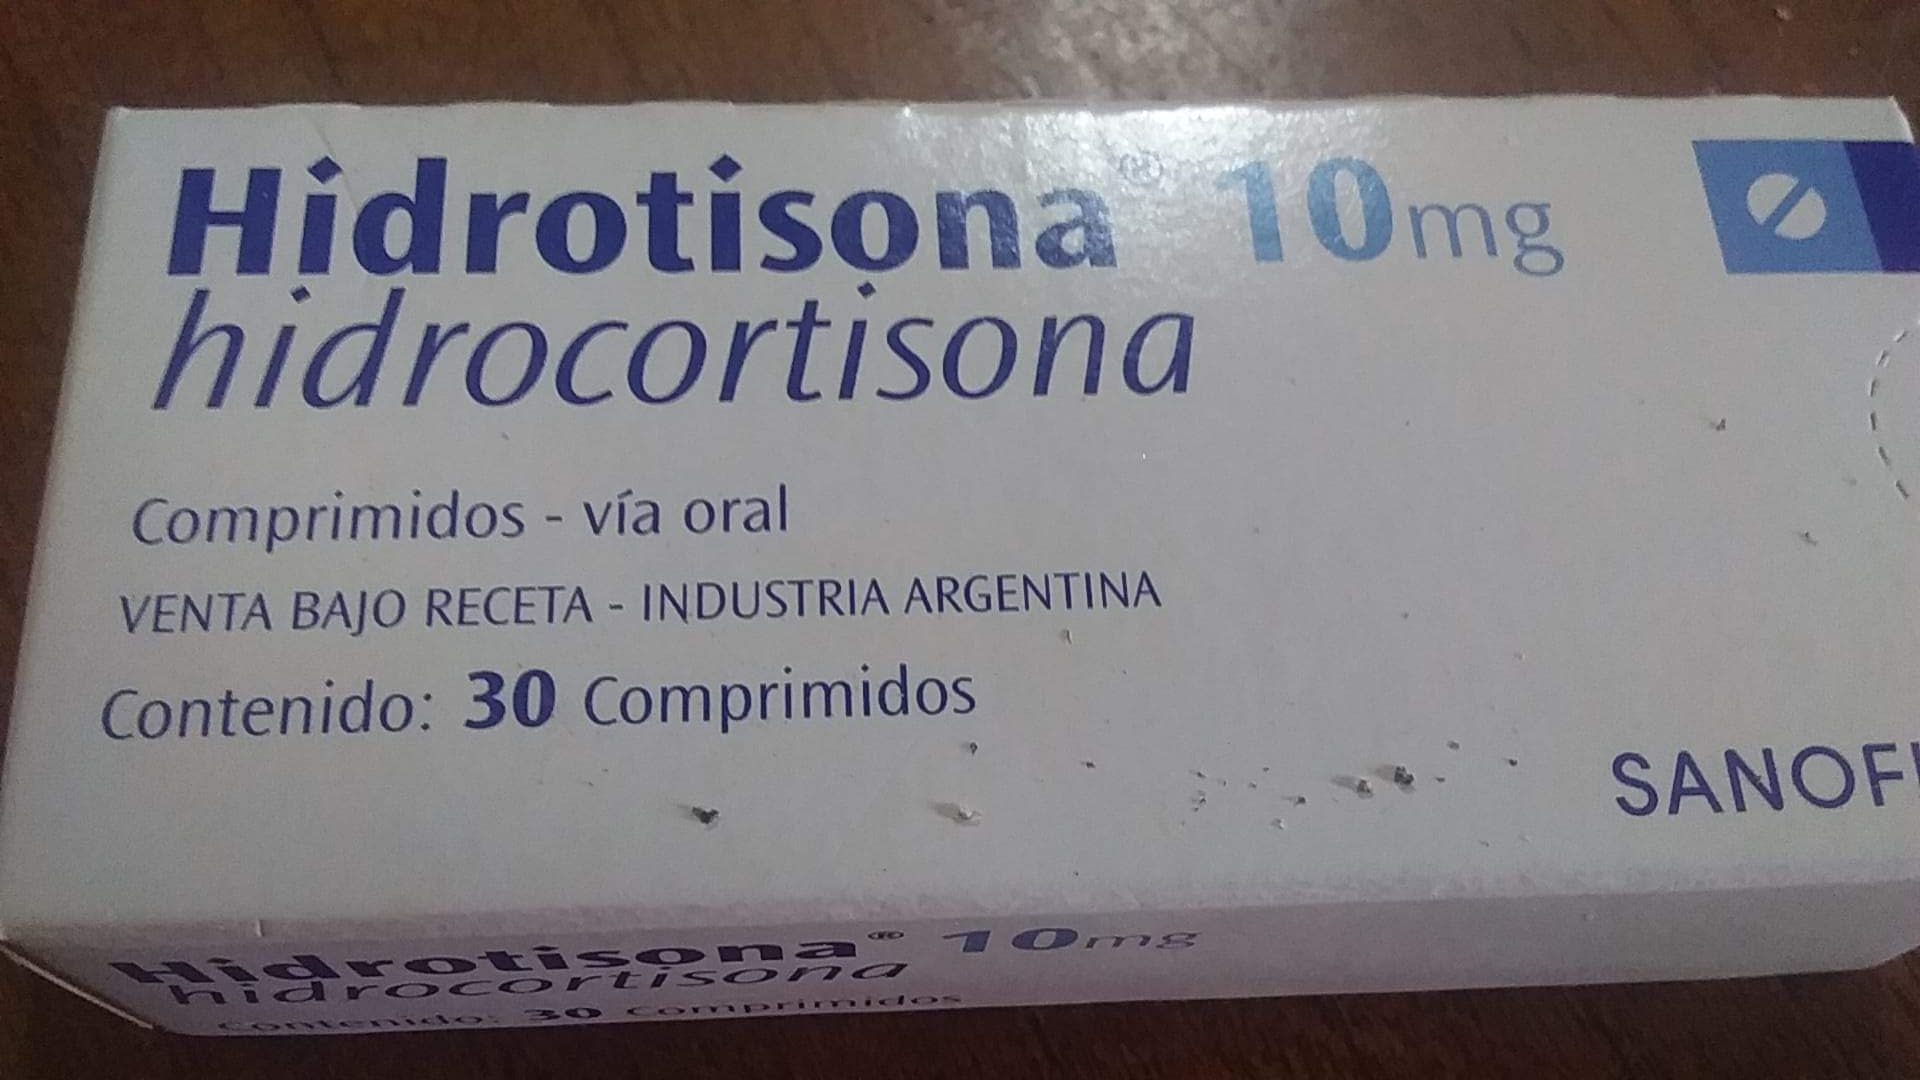 Hidrotisona® 10mg
hidrocortisona
Comprimidos - vía oral
VENTA BAJO RECETA - INDUSTRIA ARGENTINA
Contenido: 30 Comprimidos
SANOFI
Hidrotisona® 10mg
hidrocortisona
Contenido: 30 Comprimidos